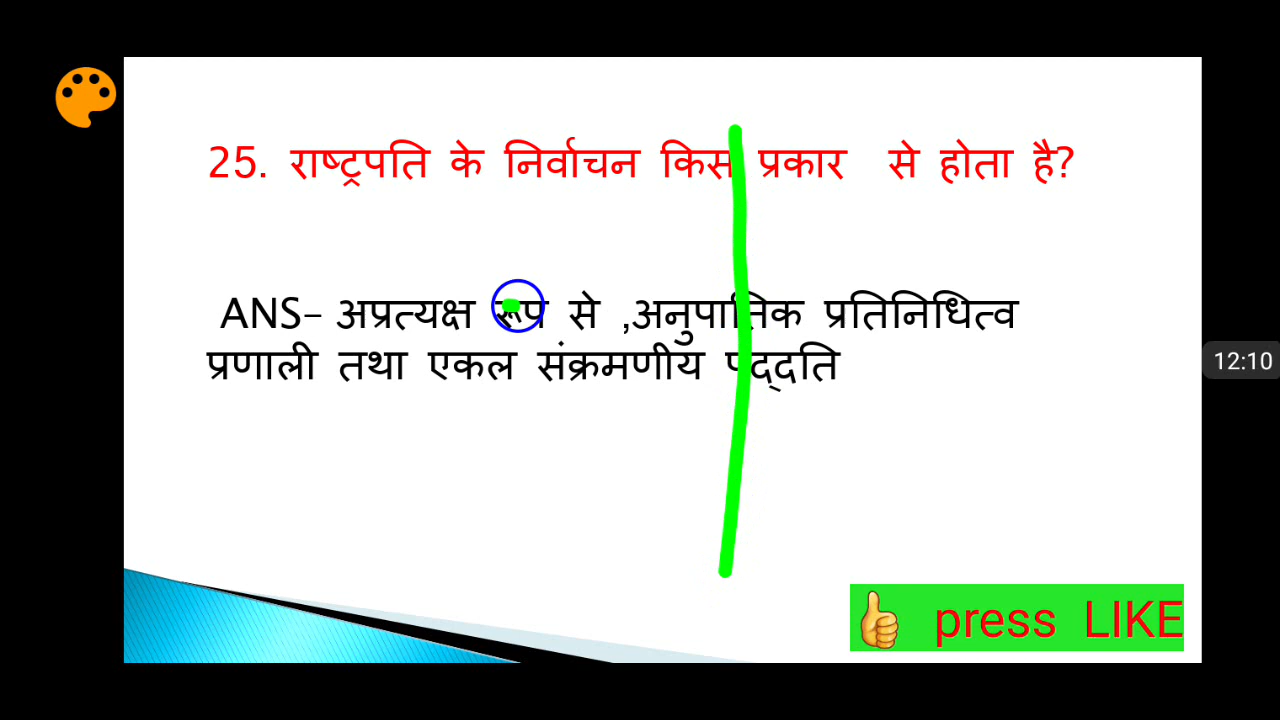 25. राष्ट्रपति के निर्वाचन किस प्रकार से होता है?
ANS– अप्रत्यक्ष रूप से ,अनुपातिक प्रतिनिधित्व
प्रणाली तथा एकल संक्रमणीय पद्दति
12:10
👍 press LIKE